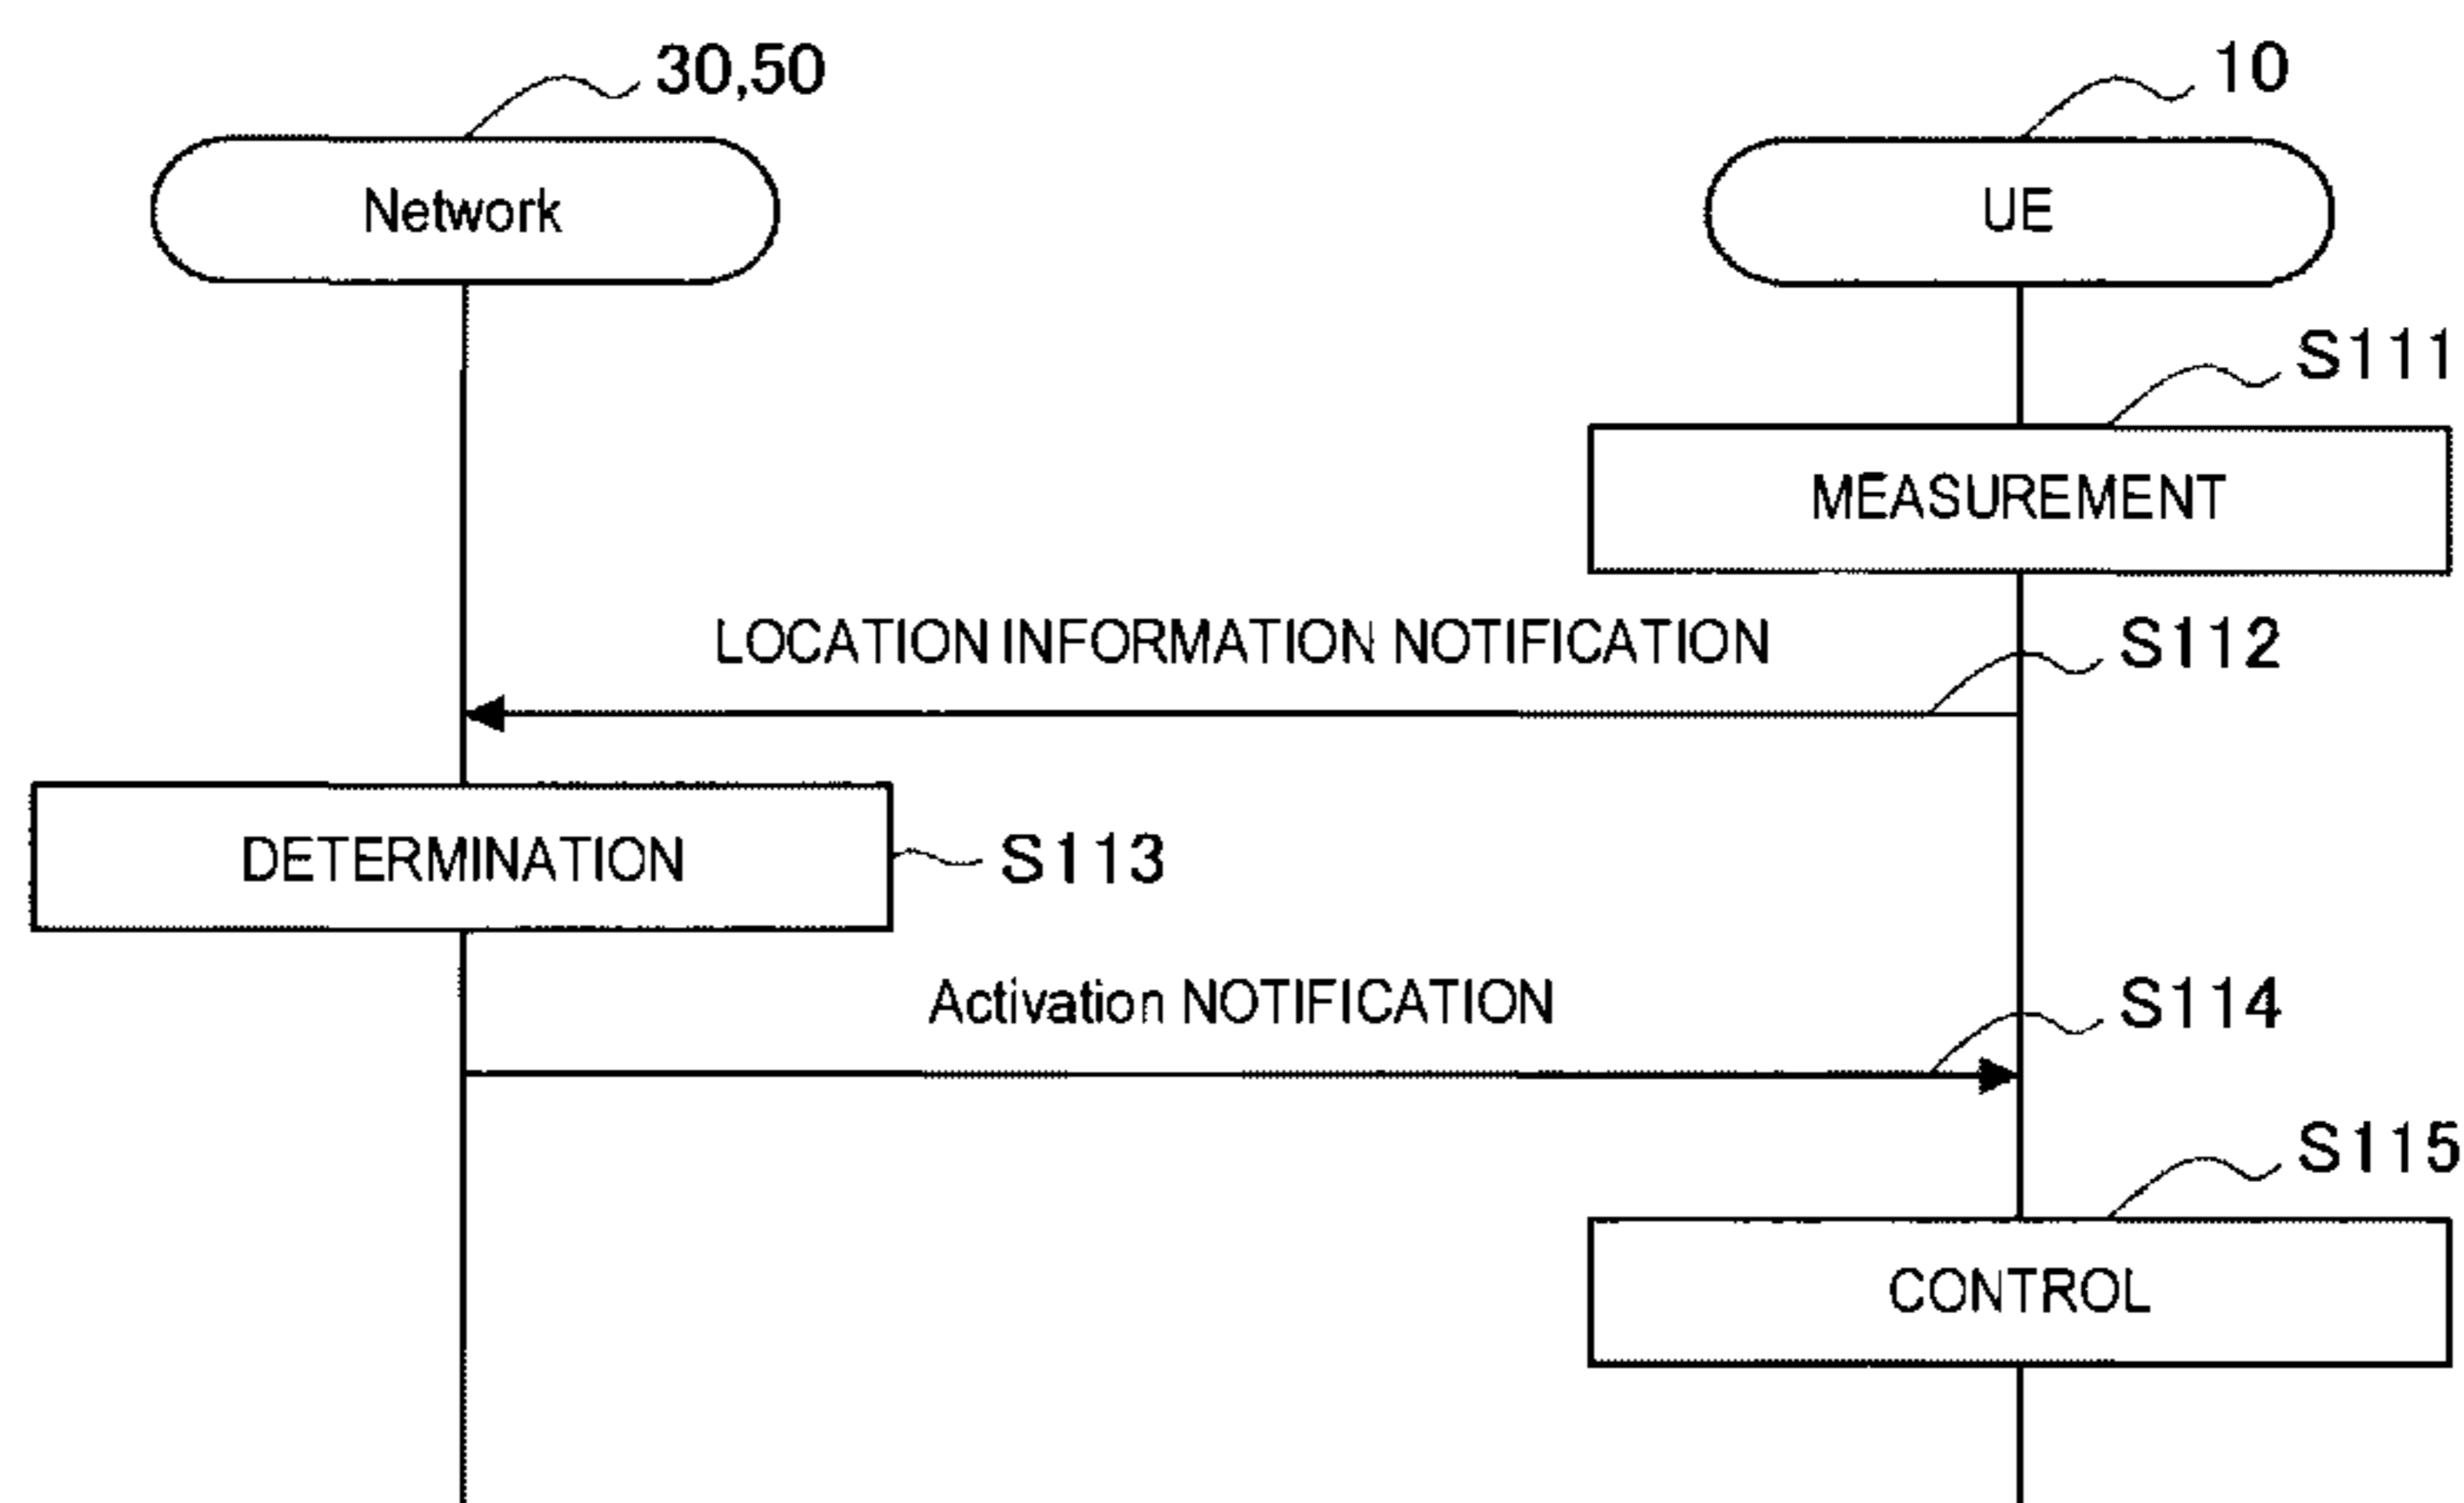 30,50
10
Network
UE
S111
MEASUREMENT
LOCATION INFORMATION NOTIFICATION
S112
DETERMINATION
S113
Activation NOTIFICATION
S114
S115
CONTROL